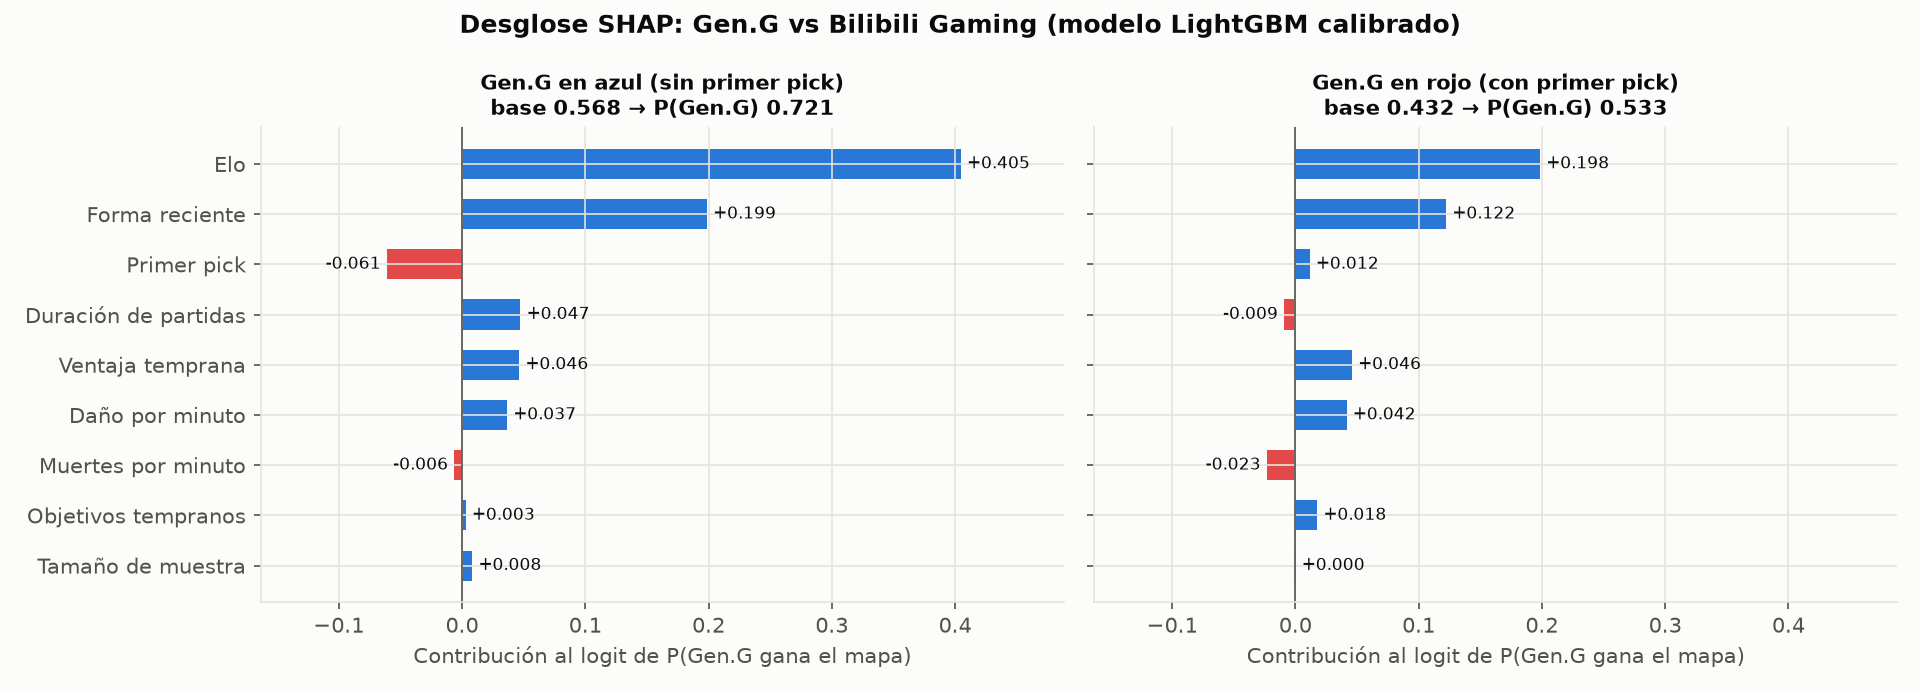 Desglose SHAP: Gen.G vs Bilibili Gaming (modelo LightGBM calibrado)
Gen.G en azul (sin primer pick)
base 0.568 → P(Gen.G) 0.721
Elo
+0.405
Forma reciente
+0.199
Primer pick
-0.061
Duración de partidas
+0.047
Ventaja temprana
+0.046
Daño por minuto
+0.037
Muertes por minuto
-0.006
Objetivos tempranos
+0.003
Tamaño de muestra
+0.008
−0.1 0.0 0.1 0.2 0.3 0.4
Contribución al logit de P(Gen.G gana el mapa)
Gen.G en rojo (con primer pick)
base 0.432 → P(Gen.G) 0.533
+0.198
+0.122
+0.012
-0.009
+0.046
+0.042
-0.023
+0.018
+0.000
−0.1 0.0 0.1 0.2 0.3 0.4
Contribución al logit de P(Gen.G gana el mapa)